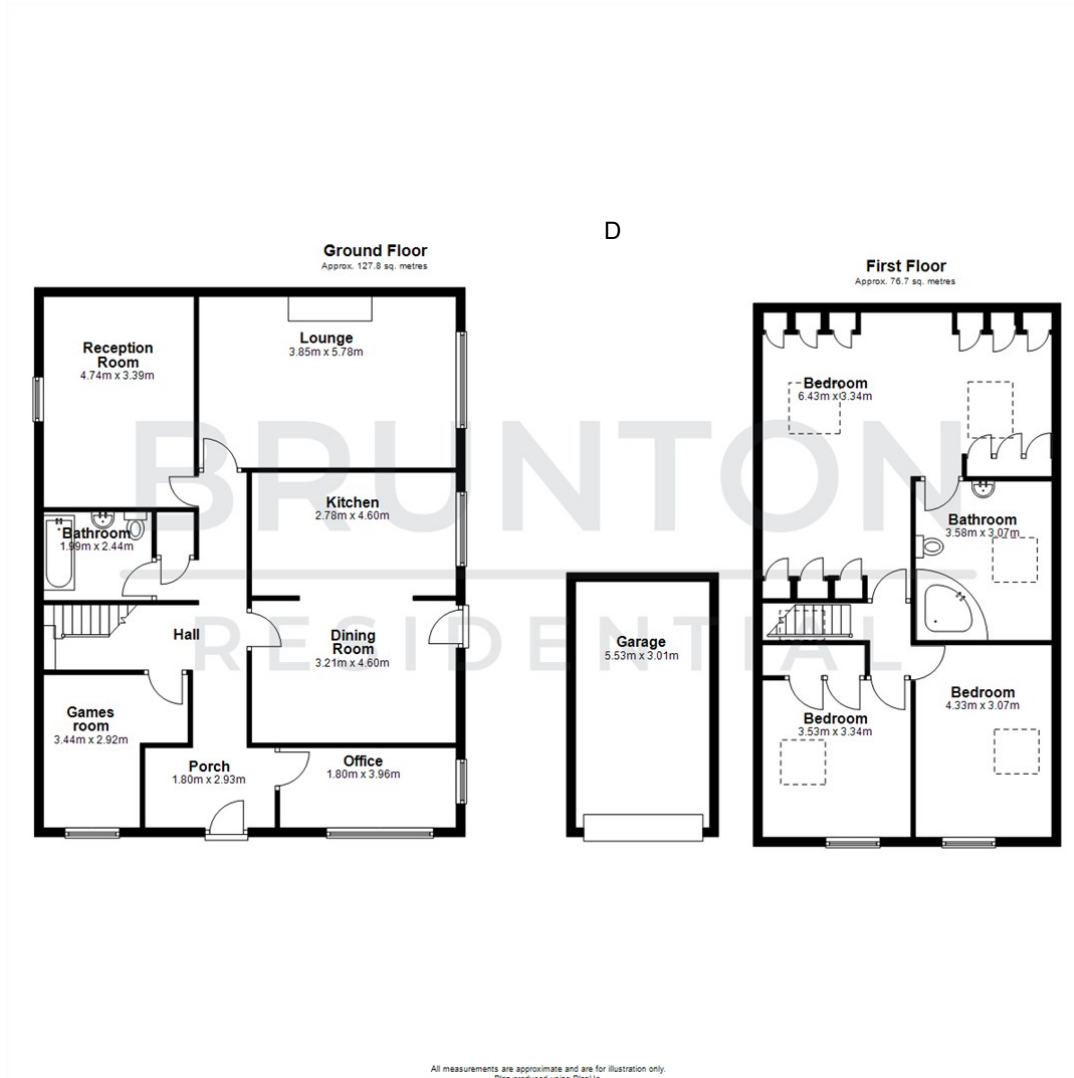 D
Ground Floor
Approx. 127.8 sq. metres
First Floor
Approx. 76.7 sq. metres
Reception
Room
4.74m x 3.39m
Lounge
3.85m x 5.78m
Kitchen
2.78m x 4.60m
Bathroom
1.99m x 2.44m
Hall
Dining
Room
3.21m x 4.60m
Games
room
3.44m x 2.92m
Porch
1.80m x 2.93m
Office
1.80m x 3.96m
Garage
5.53m x 3.01m
Bedroom
6.43m x 3.34m
Bathroom
3.58m x 3.07m
Bedroom
3.53m x 3.34m
Bedroom
4.33m x 3.07m
BRUNTON
RESIDENTIAL
All measurements are approximate and are for illustration only.
Plan produced using PlanUp.